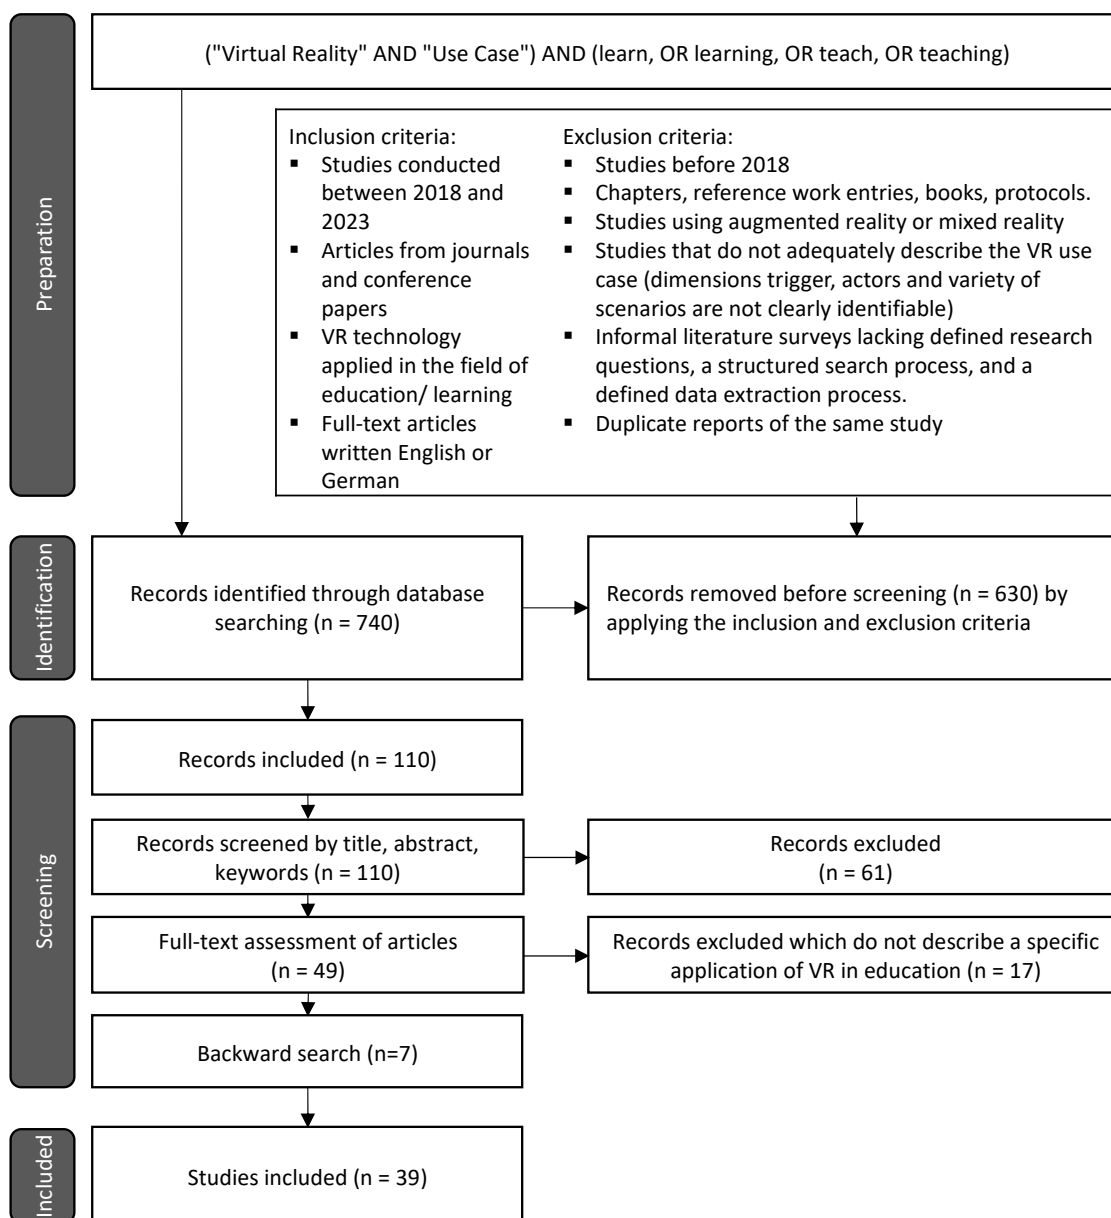 Preparation
("Virtual Reality" AND "Use Case") AND (learn, OR learning, OR teach, OR teaching)
Inclusion criteria:
▪ Studies conducted
between 2018 and
2023
▪ Articles from journals
and conference
papers
▪ VR technology
applied in the field of
education/ learning
▪ Full-text articles
written English or
German
Exclusion criteria:
▪ Studies before 2018
▪ Chapters, reference work entries, books, protocols.
▪ Studies using augmented reality or mixed reality
▪ Studies that do not adequately describe the VR use
case (dimensions trigger, actors and variety of
scenarios are not clearly identifiable)
▪ Informal literature surveys lacking defined research
questions, a structured search process, and a
defined data extraction process.
▪ Duplicate reports of the same study
Identification
Records identified through database
searching (n = 740)
Records removed before screening (n = 630) by
applying the inclusion and exclusion criteria
Screening
Records included (n = 110)
Records screened by title, abstract,
keywords (n = 110)
Records excluded
(n = 61)
Full-text assessment of articles
(n = 49)
Records excluded which do not describe a specific
application of VR in education (n = 17)
Backward search (n=7)
Included
Studies included (n = 39)